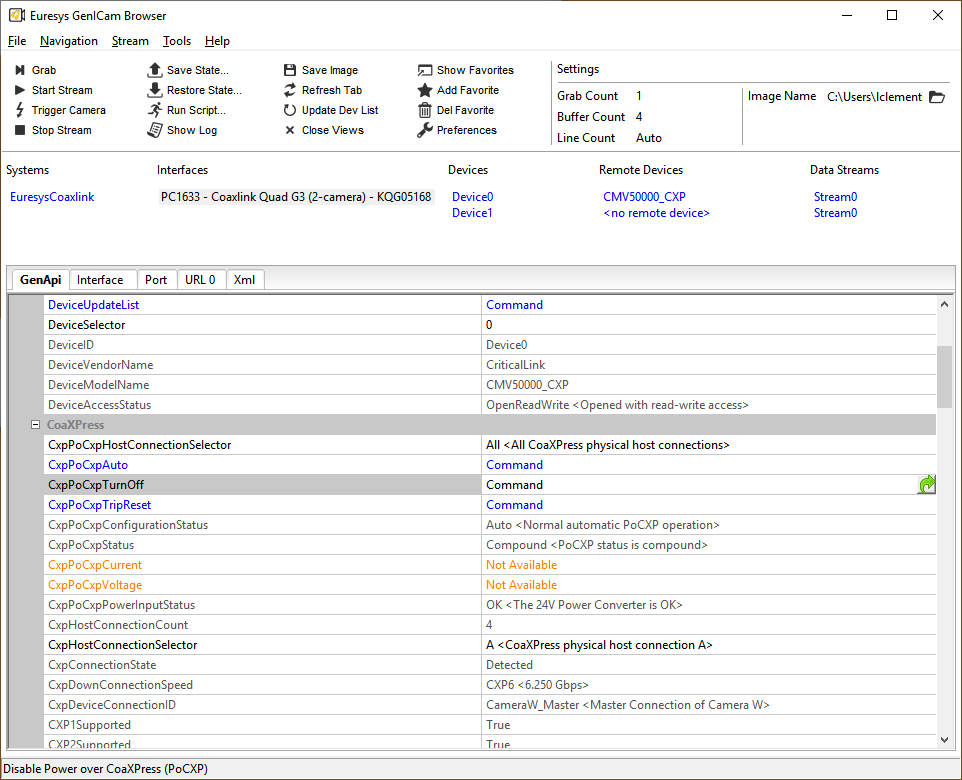 Euresys GenICam Browser
File Navigation Stream Tools Help
Grab Save State... Save Image Show Favorites
Start Stream Restore State... Refresh Tab Add Favorite
Trigger Camera Run Script... Update Dev List Del Favorite
Stop Stream Show Log Close Views Preferences
Settings
Grab Count 1
Buffer Count 4
Line Count Auto
Image Name C:\Users\lclement
Systems Interfaces Devices Remote Devices Data Streams
EuresysCoaxlink PC1633 - Coaxlink Quad G3 (2-camera) - KQG05168 Device0 CMV50000_CXP Stream0
Device1 <no remote device> Stream0
GenApi Interface Port URL 0 Xml
DeviceUpdateList Command
DeviceSelector 0
DeviceID Device0
DeviceVendorName CriticalLink
DeviceModelName CMV50000_CXP
DeviceAccessStatus OpenReadWrite <Opened with read-write access>
CoaXPress
CxpPoCxpHostConnectionSelector All <All CoaXPress physical host connections>
CxpPoCxpAuto Command
CxpPoCxpTurnOff Command
CxpPoCxpTripReset Command
CxpPoCxpConfigurationStatus Auto <Normal automatic PoCXP operation>
CxpPoCxpStatus Compound <PoCXP status is compound>
CxpPoCxpCurrent Not Available
CxpPoCxpVoltage Not Available
CxpPoCxpPowerInputStatus OK <The 24V Power Converter is OK>
CxpHostConnectionCount 4
CxpHostConnectionSelector A <CoaXPress physical host connection A>
CxpConnectionState Detected
CxpDownConnectionSpeed CXP6 <6.250 Gbps>
CxpDeviceConnectionID CameraW_Master <Master Connection of Camera W>
CXP1Supported True
CXP2Supported True
Disable Power over CoaXPress (PoCXP)